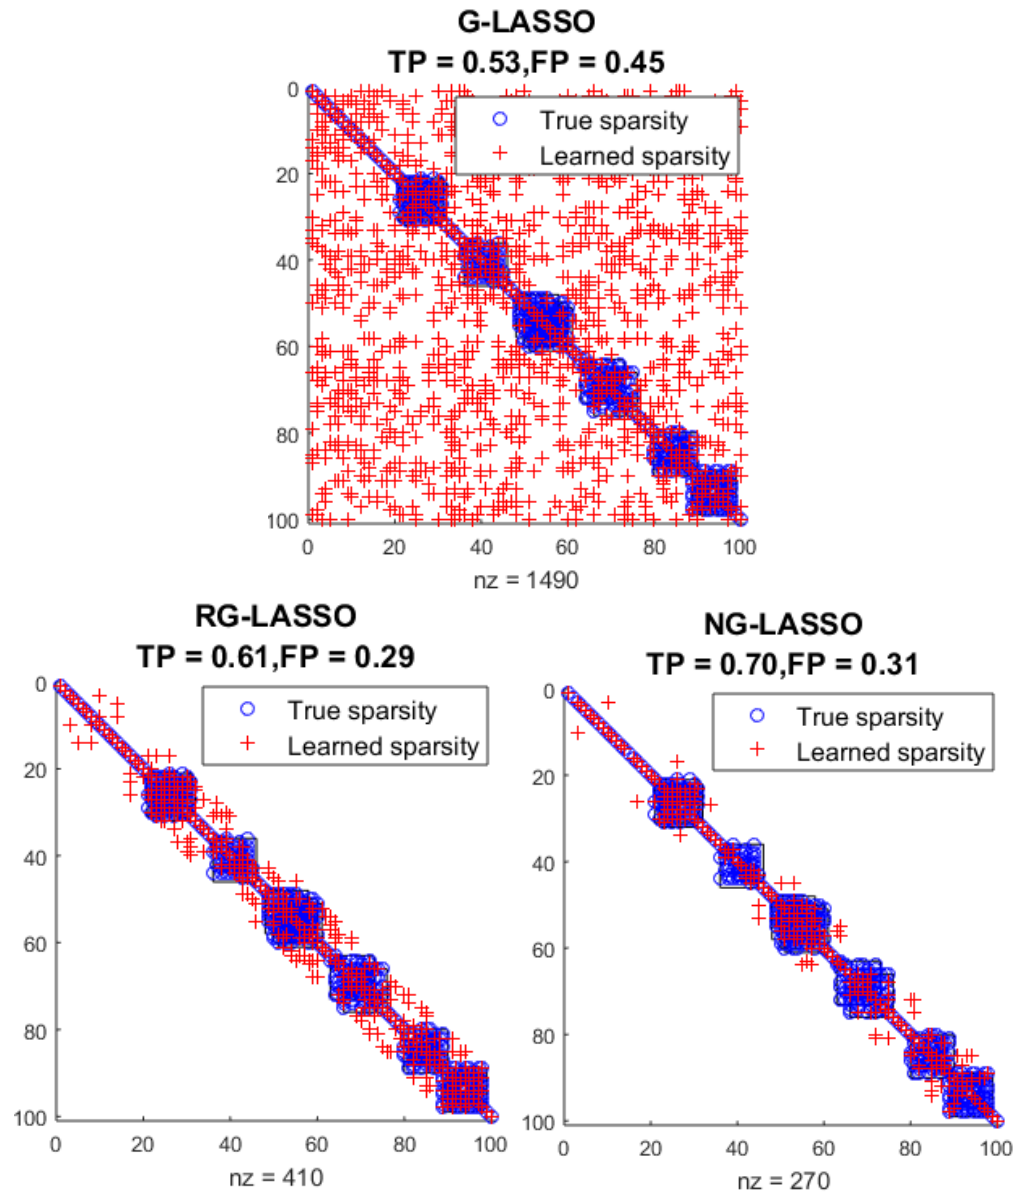 G-LASSO
TP = 0.53,FP = 0.45
True sparsity
Learned sparsity
0
20
40
60
80
100
0 20 40 60 80 100
nz = 1490
RG-LASSO
TP = 0.61,FP = 0.29
True sparsity
Learned sparsity
0
20
40
60
80
100
0 20 40 60 80 100
nz = 410
NG-LASSO
TP = 0.70,FP = 0.31
True sparsity
Learned sparsity
0
20
40
60
80
100
0 20 40 60 80 100
nz = 270